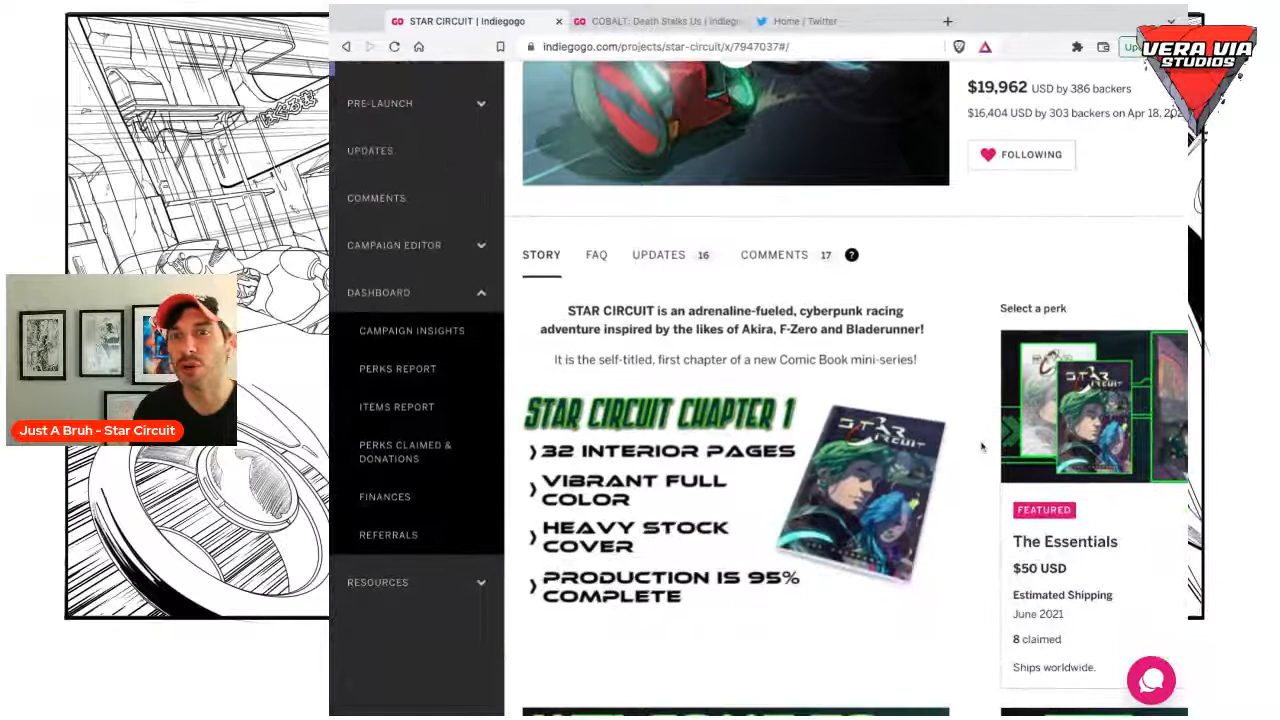 STAR CIRCUIT | Indiegogo
COBALT: Death Stalks Us | Indiego
Home / Twitter
indiegogo.com/projects/star-circuit/x/7947037#/
VERA VIA
STUDIOS
PRE-LAUNCH
UPDATES
COMMENTS
CAMPAIGN EDITOR
DASHBOARD
CAMPAIGN INSIGHTS
PERKS REPORT
ITEMS REPORT
PERKS CLAIMED &
DONATIONS
FINANCES
REFERRALS
RESOURCES
$19,962 USD by 386 backers
$16,404 USD by 303 backers on Apr 18, 202
FOLLOWING
STORY FAQ UPDATES 16 COMMENTS 17 ?
STAR CIRCUIT is an adrenaline-fueled, cyberpunk racing
adventure inspired by the likes of Akira, F-Zero and Bladerunner!
It is the self-titled, first chapter of a new Comic Book mini-series!
STAR CIRCUIT CHAPTER 1
32 INTERIOR PAGES
VIBRANT FULL
COLOR
HEAVY STOCK
COVER
PRODUCTION IS 95%
COMPLETE
STAR
CIRCUIT
Select a perk
STAR
CIRCUIT
FEATURED
The Essentials
$50 USD
Estimated Shipping
June 2021
8 claimed
Ships worldwide.
Just A Bruh - Star Circuit